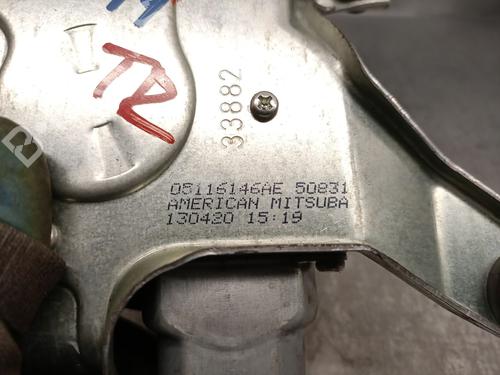 TR
33882
05116146AE 50831
AMERICAN MITSUBA
130420 15:19
B